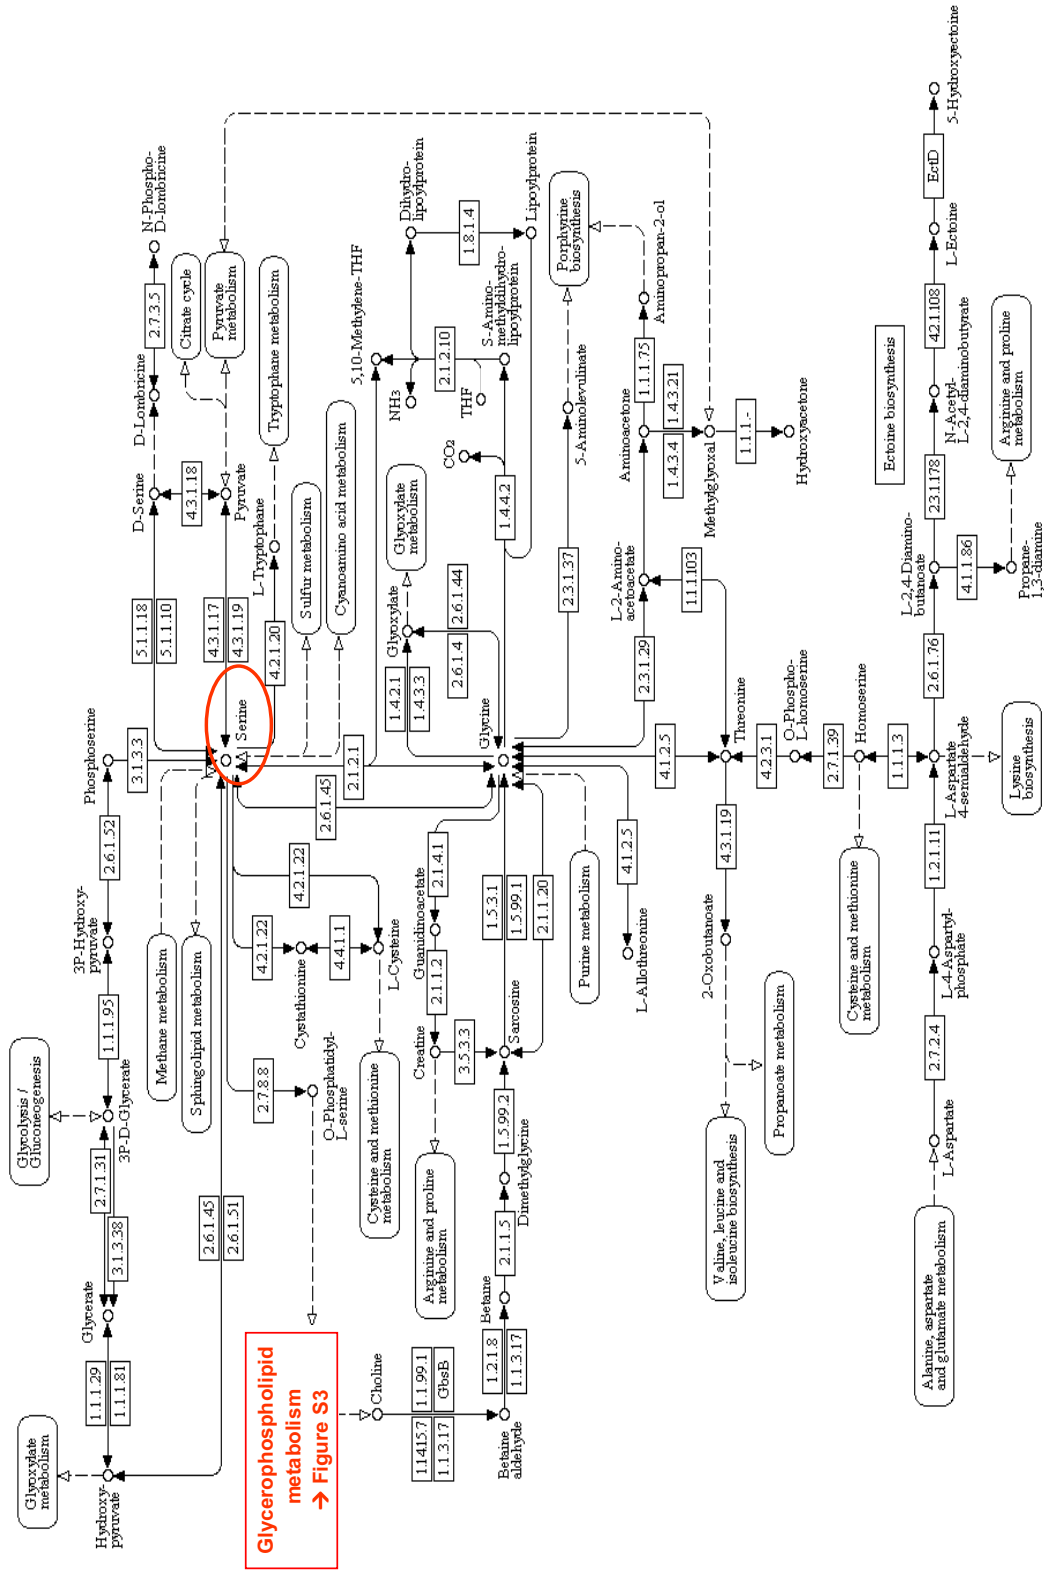 Glyoxylate
metabolism
Hydroxy-
pyruvate
1.1.1.29
1.1.1.81
Glycerate
2.7.1.31
3.1.3.38
Glycolysis /
Gluconeogenesis
3P-D-Glycerate
1.1.1.95
3P-Hydroxy-
pyruvate
2.6.1.52
Phosphoserine
3.1.3.3
5.1.1.18
5.1.1.10
D-Serine
D-Lombricine
2.7.3.5
N-Phospho-
D-lombricine
Citrate cycle
Methane metabolism
Sphingolipid metabolism
2.6.1.45
2.6.1.51
Serine
4.3.1.17
4.3.1.19
4.3.1.18
Pyruvate
Pyruvate
metabolism
4.2.1.20
L-Tryptophane
Tryptophane metabolism
Sulfur metabolism
Cyanoamino acid metabolism
Glycerophospholipid
metabolism
→ Figure S3
2.7.8.8
O-Phosphatidyl
L-serine
4.2.1.22
Cystathionine
4.4.1.1
4.2.1.22
L-Cysteine
Cysteine and methionine
metabolism
2.6.1.45
2.1.2.1
5,10-Methylene-THF
NH3
2.1.2.10
THF
Dihydro-
lipoylprotein
1.8.1.4
Lipoylprotein
S-Amino-
methyldihydro-
lipoylprotein
CO2
1.4.4.2
Glyoxylate
metabolism
Glyoxylate
1.4.2.1
1.4.3.3
2.6.1.4
2.6.1.44
Glycine
Choline
1.14.15.7
1.1.99.1
1.1.3.17
GbsB
Betaine
aldehyde
1.2.1.8
1.1.3.17
Betaine
2.1.1.5
Dimethylglycine
1.5.99.2
Sarcosine
Arginine and proline
metabolism
Creatine
3.5.3.3
2.1.1.2
Guanidinoacetate
2.1.4.1
1.5.3.1
1.5.99.1
2.1.1.20
Purine metabolism
4.1.2.5
L-Allothreonine
2.3.1.37
5-Aminolevulinate
Porphyrine
biosynthesis
2.3.1.29
L-2-Amino-
acetoacetate
Aminoacetone
1.1.1.75
Aminopropan-2-ol
1.4.3.4
1.4.3.21
Methylglyoxal
1.1.1.-
Hydroxyacetone
1.1.1.103
4.1.2.5
Threonine
4.3.1.19
2-Oxobutanoate
Valine, leucine and
isoleucine biosynthesis
Propanoate metabolism
4.2.3.1
O-Phospho-
L-homoserine
2.7.1.39
Homoserine
Cysteine and methionine
metabolism
1.1.1.3
Alanine, aspartate
and glutamate metabolism
L-Aspartate
2.7.2.4
L-4-Aspartyl-
phosphate
1.2.1.11
L-Aspartate
4-semialdehyde
Lysine
biosynthesis
2.6.1.76
L-2,4-Diamino-
butanoate
4.1.1.86
Propane-
1,3-diamine
Arginine and proline
metabolism
Ectoine biosynthesis
2.3.1.178
N-Acetyl-
L-2,4-diaminobutyrate
4.2.1.108
L-Ectoine
EctD
5-Hydroxyectoine